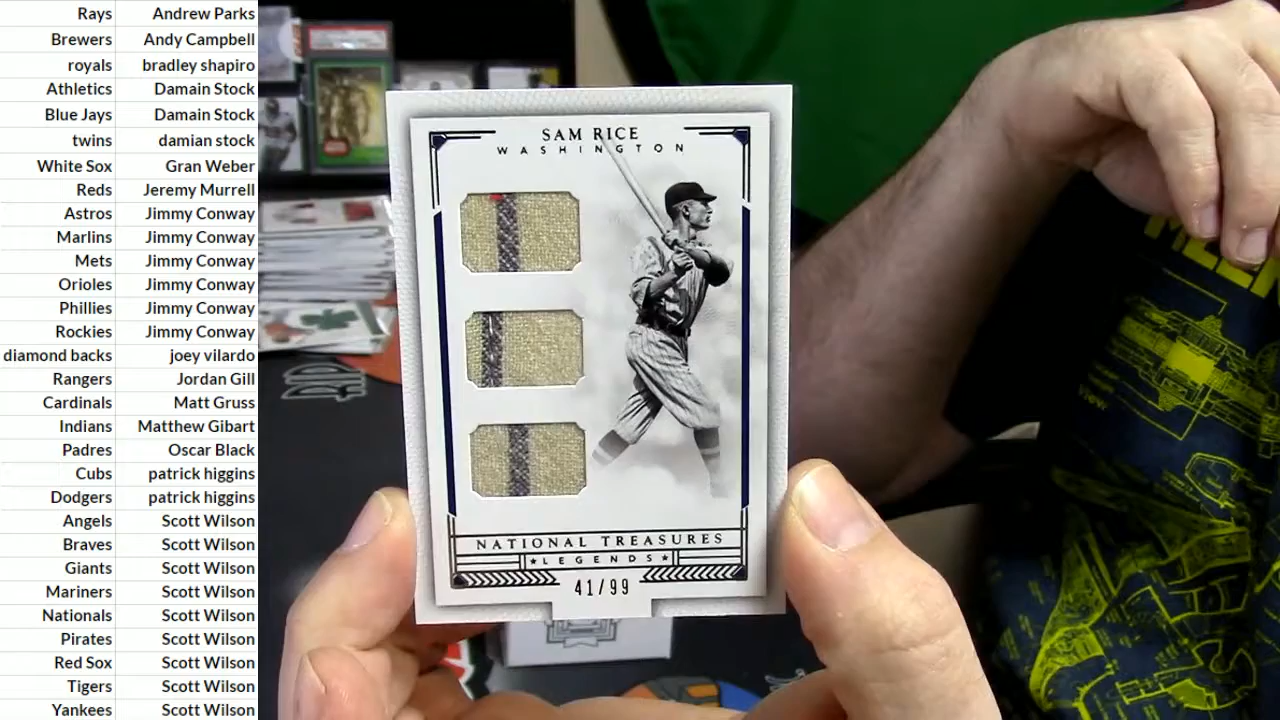 Rays Andrew Parks
Brewers Andy Campbell
royals bradley shapiro
Athletics Damain Stock
Blue Jays Damain Stock
twins damian stock
White Sox Gran Weber
Reds Jeremy Murrell
Astros Jimmy Conway
Marlins Jimmy Conway
Mets Jimmy Conway
Orioles Jimmy Conway
Phillies Jimmy Conway
Rockies Jimmy Conway
diamond backs joey vilardo
Rangers Jordan Gill
Cardinals Matt Gruss
Indians Matthew Gibart
Padres Oscar Black
Cubs patrick higgins
Dodgers patrick higgins
Angels Scott Wilson
Braves Scott Wilson
Giants Scott Wilson
Mariners Scott Wilson
Nationals Scott Wilson
Pirates Scott Wilson
Red Sox Scott Wilson
Tigers Scott Wilson
Yankees Scott Wilson
SAM RICE
WASHINGTON
NATIONAL TREASURES
★LEGENDS★
41/99
RIP